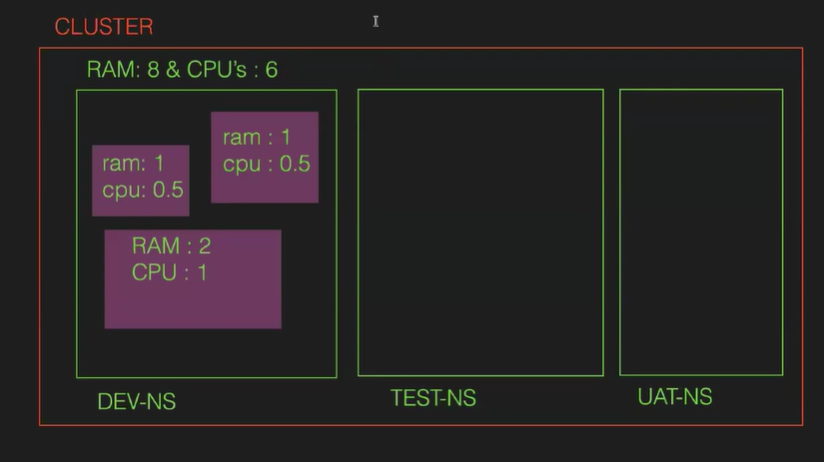 CLUSTER
RAM: 8 & CPU's : 6
ram: 1
cpu: 0.5
ram : 1
cpu : 0.5
RAM : 2
CPU : 1
DEV-NS
TEST-NS
UAT-NS